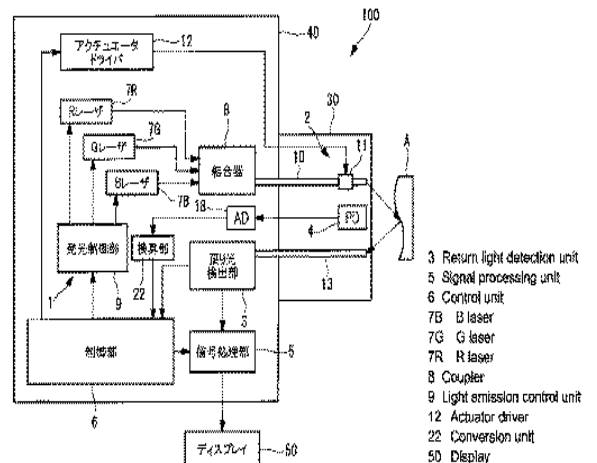 100
40
アクチュエータ
ドライバ
12
30
7R
Rレーザ
8
2
11
A
7G
Gレーザ
結合器
10
Bレーザ
7B
18
AD
4
PD
発光制御部
換算部
戻り光
検出部
13
1
9
22
3
制御部
信号処理部
5
6
ディスプレイ
50
3 Return light detection unit
5 Signal processing unit
6 Control unit
7B B laser
7G G laser
7R R laser
8 Coupler
9 Light emission control unit
12 Actuator driver
22 Conversion unit
50 Display